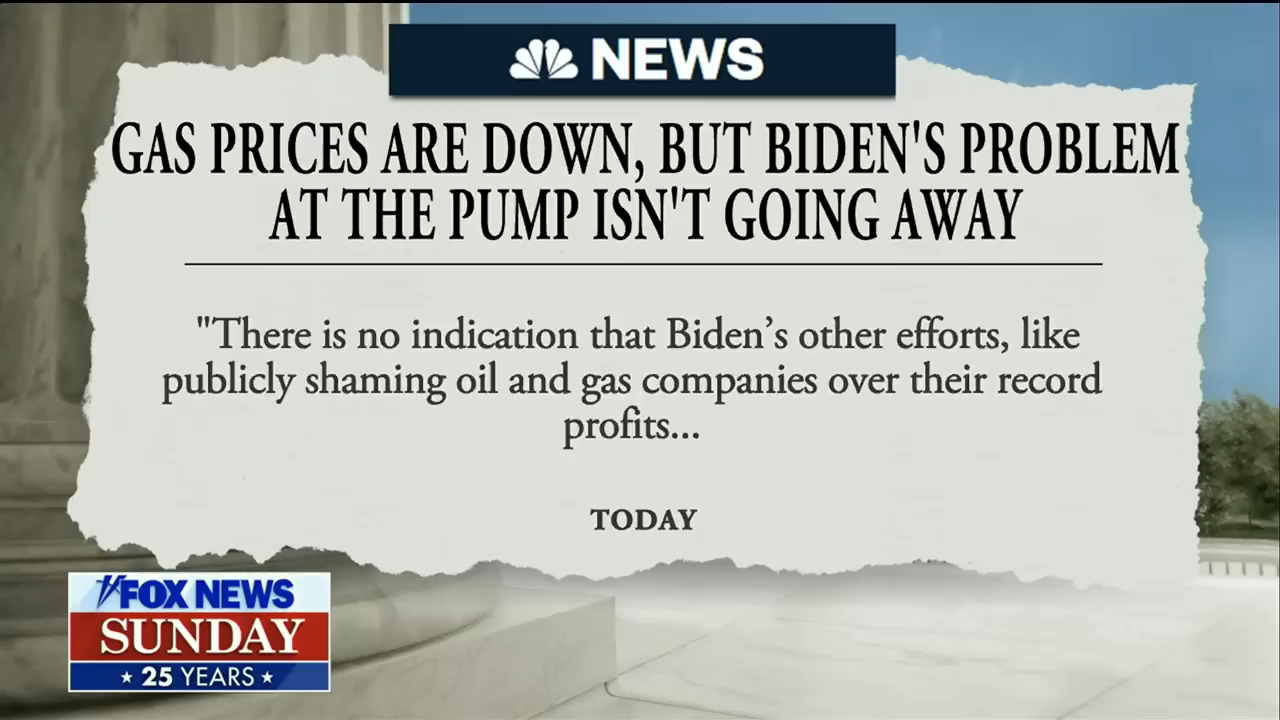 NEWS
GAS PRICES ARE DOWN, BUT BIDEN'S PROBLEM
AT THE PUMP ISN'T GOING AWAY
"There is no indication that Biden’s other efforts, like
publicly shaming oil and gas companies over their record
profits...
TODAY
FOX NEWS
SUNDAY
★ 25 YEARS ★